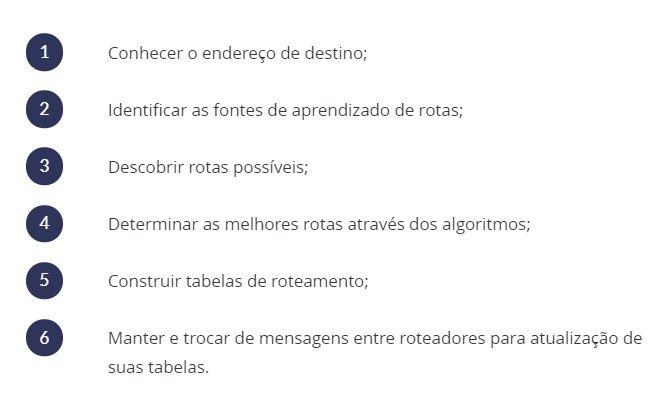 1 Conhecer o endereço de destino;
2 Identificar as fontes de aprendizado de rotas;
3 Descobrir rotas possíveis;
4 Determinar as melhores rotas através dos algoritmos;
5 Construir tabelas de roteamento;
6 Manter e trocar de mensagens entre roteadores para atualização de
suas tabelas.